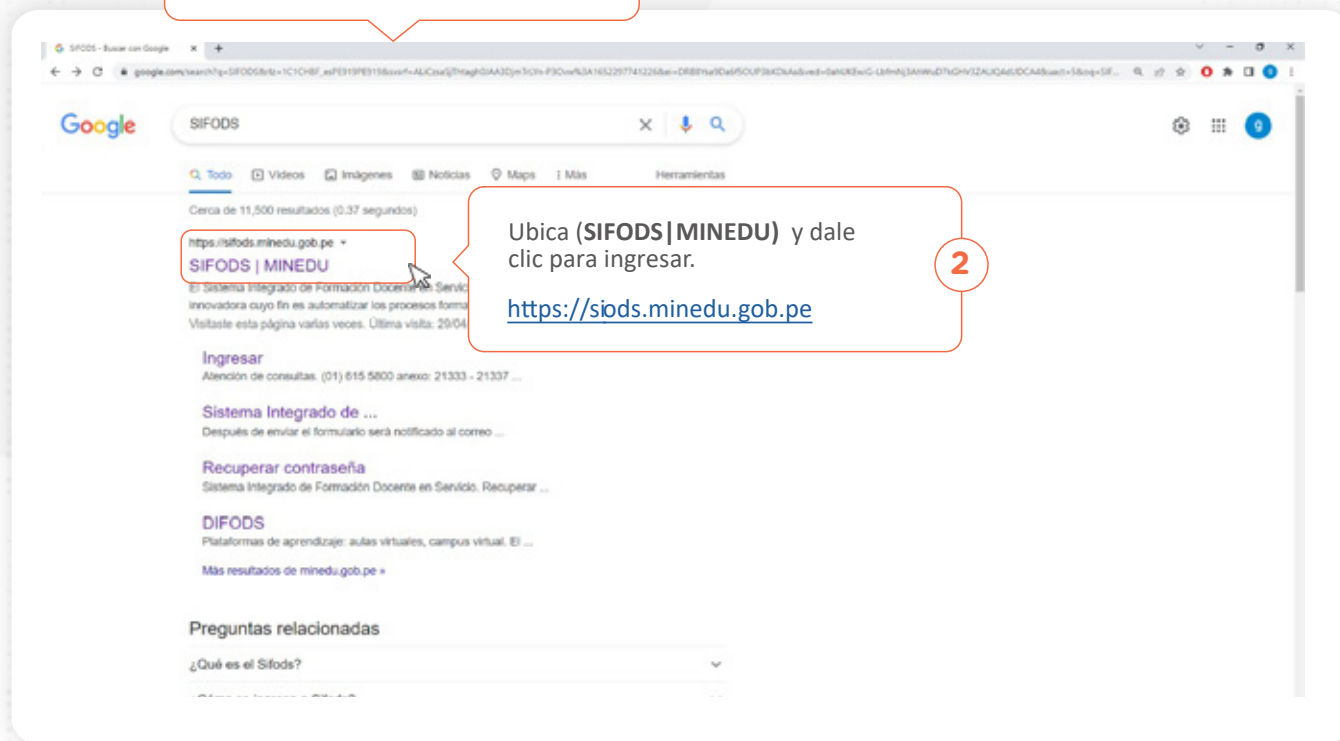 SIFODS - Buscar con Google
Google
SIFODS
Todo Videos Imágenes Noticias Maps Más Herramientas
Cerca de 11,500 resultados (0.37 segundos)
https://sifods.minedu.gob.pe
SIFODS | MINEDU
El Sistema Integrado de Formación Docente en Servic
innovadora cuyo fin es automatizar los procesos forma
Visitaste esta página varias veces. Última visita: 29/04
Ubica (SIFODS|MINEDU) y dale
clic para ingresar.
https://siods.minedu.gob.pe
2
Ingresar
Atención de consultas. (01) 615 5800 anexo: 21333 - 21337 ...
Sistema Integrado de ...
Después de enviar el formulario será notificado al correo ...
Recuperar contraseña
Sistema Integrado de Formación Docente en Servicio. Recuperar ...
DIFODS
Plataformas de aprendizaje: aulas virtuales, campus virtual. El ...
Más resultados de minedu.gob.pe »
Preguntas relacionadas
¿Qué es el Sifods?